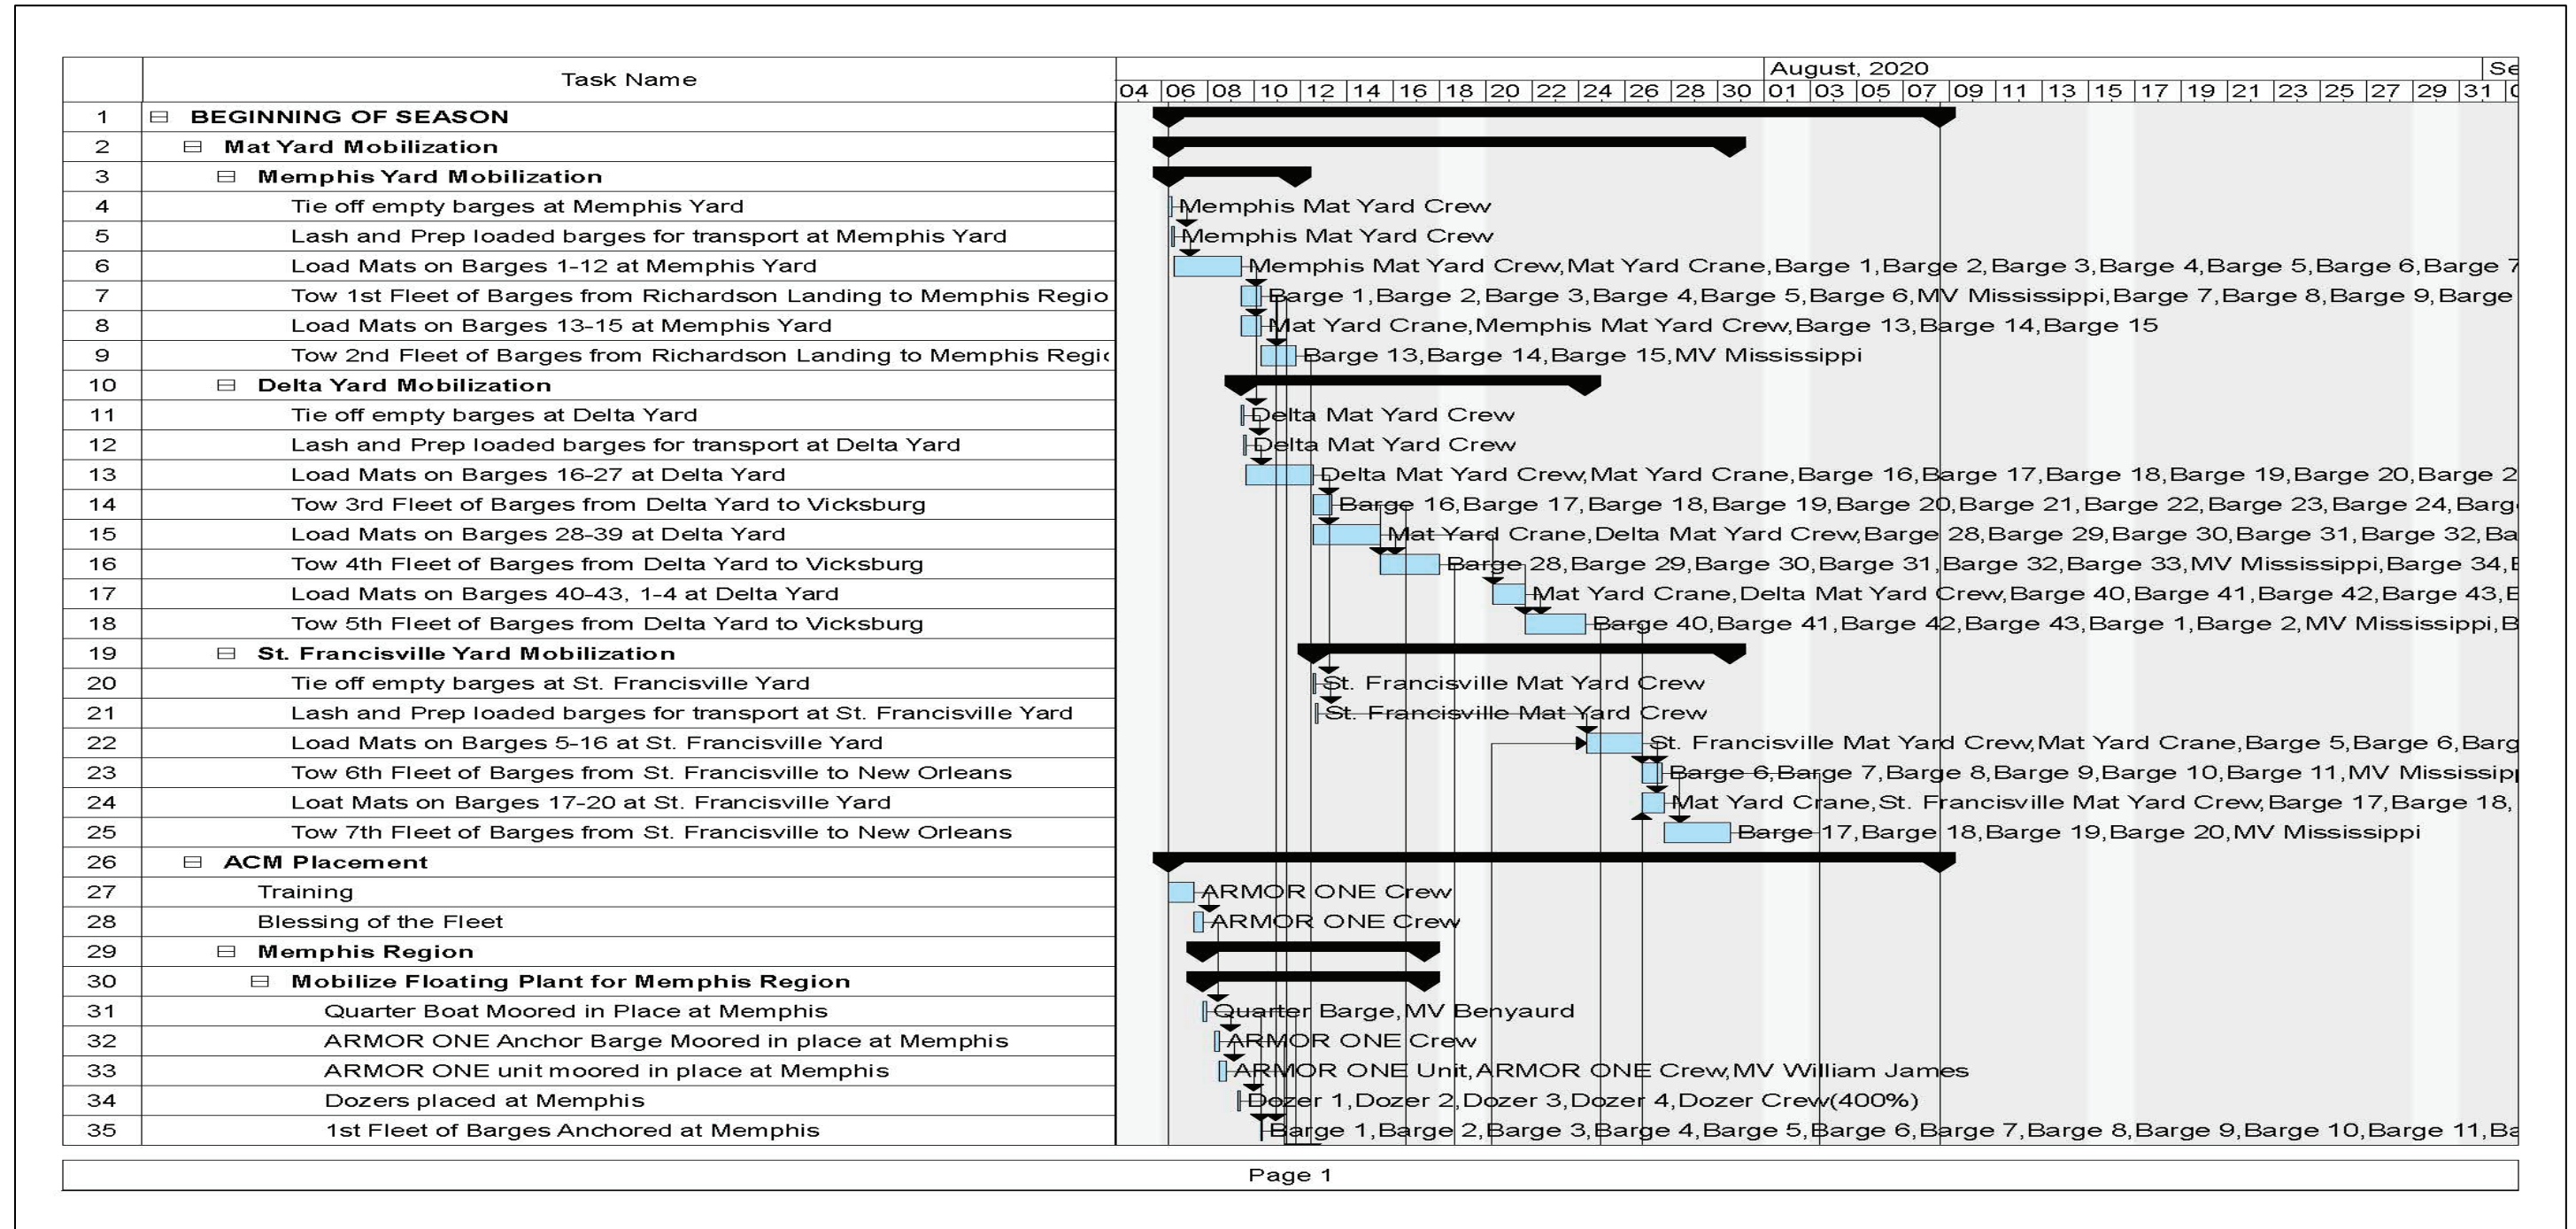 Task Name
August, 2020 Se
04 06 08 10 12 14 16 18 20 22 24 26 28 30 01 03 05 07 09 11 13 15 17 19 21 23 25 27 29 31
1 BEGINNING OF SEASON
2 Mat Yard Mobilization
3 Memphis Yard Mobilization
4 Tie off empty barges at Memphis Yard Memphis Mat Yard Crew
5 Lash and Prep loaded barges for transport at Memphis Yard Memphis Mat Yard Crew
6 Load Mats on Barges 1-12 at Memphis Yard Memphis Mat Yard Crew,Mat Yard Crane,Barge 1,Barge 2,Barge 3,Barge 4,Barge 5,Barge 6,Barge 7
7 Tow 1st Fleet of Barges from Richardson Landing to Memphis Regio Barge 1,Barge 2,Barge 3,Barge 4,Barge 5,Barge 6,MV Mississippi,Barge 7,Barge 8,Barge 9,Barge
8 Load Mats on Barges 13-15 at Memphis Yard Mat Yard Crane,Memphis Mat Yard Crew,Barge 13,Barge 14,Barge 15
9 Tow 2nd Fleet of Barges from Richardson Landing to Memphis Regi Barge 13,Barge 14,Barge 15,MV Mississippi
10 Delta Yard Mobilization
11 Tie off empty barges at Delta Yard Delta Mat Yard Crew
12 Lash and Prep loaded barges for transport at Delta Yard Delta Mat Yard Crew
13 Load Mats on Barges 16-27 at Delta Yard Delta Mat Yard Crew,Mat Yard Crane,Barge 16,Barge 17,Barge 18,Barge 19,Barge 20,Barge 2
14 Tow 3rd Fleet of Barges from Delta Yard to Vicksburg Barge 16,Barge 17,Barge 18,Barge 19,Barge 20,Barge 21,Barge 22,Barge 23,Barge 24,Barg
15 Load Mats on Barges 28-39 at Delta Yard Mat Yard Crane,Delta Mat Yard Crew,Barge 28,Barge 29,Barge 30,Barge 31,Barge 32,Ba
16 Tow 4th Fleet of Barges from Delta Yard to Vicksburg Barge 28,Barge 29,Barge 30,Barge 31,Barge 32,Barge 33,MV Mississippi,Barge 34,
17 Load Mats on Barges 40-43, 1-4 at Delta Yard Mat Yard Crane,Delta Mat Yard Crew,Barge 40,Barge 41,Barge 42,Barge 43,
18 Tow 5th Fleet of Barges from Delta Yard to Vicksburg Barge 40,Barge 41,Barge 42,Barge 43,Barge 1,Barge 2,MV Mississippi,B
19 St. Francisville Yard Mobilization
20 Tie off empty barges at St. Francisville Yard St. Francisville Mat Yard Crew
21 Lash and Prep loaded barges for transport at St. Francisville Yard St. Francisville Mat Yard Crew
22 Load Mats on Barges 5-16 at St. Francisville Yard St. Francisville Mat Yard Crew,Mat Yard Crane,Barge 5,Barge 6,Barg
23 Tow 6th Fleet of Barges from St. Francisville to New Orleans Barge 6,Barge 7,Barge 8,Barge 9,Barge 10,Barge 11,MV Mississip
24 Loat Mats on Barges 17-20 at St. Francisville Yard Mat Yard Crane,St. Francisville Mat Yard Crew,Barge 17,Barge 18,
25 Tow 7th Fleet of Barges from St. Francisville to New Orleans Barge 17,Barge 18,Barge 19,Barge 20,MV Mississippi
26 ACM Placement
27 Training ARMOR ONE Crew
28 Blessing of the Fleet ARMOR ONE Crew
29 Memphis Region
30 Mobilize Floating Plant for Memphis Region
31 Quarter Boat Moored in Place at Memphis Quarter Barge,MV Benyaurd
32 ARMOR ONE Anchor Barge Moored in place at Memphis ARMOR ONE Crew
33 ARMOR ONE unit moored in place at Memphis ARMOR ONE Unit,ARMOR ONE Crew,MV William James
34 Dozers placed at Memphis Dozer 1,Dozer 2,Dozer 3,Dozer 4,Dozer Crew(400%)
35 1st Fleet of Barges Anchored at Memphis Barge 1,Barge 2,Barge 3,Barge 4,Barge 5,Barge 6,Barge 7,Barge 8,Barge 9,Barge 10,Barge 11,Ba
Page 1